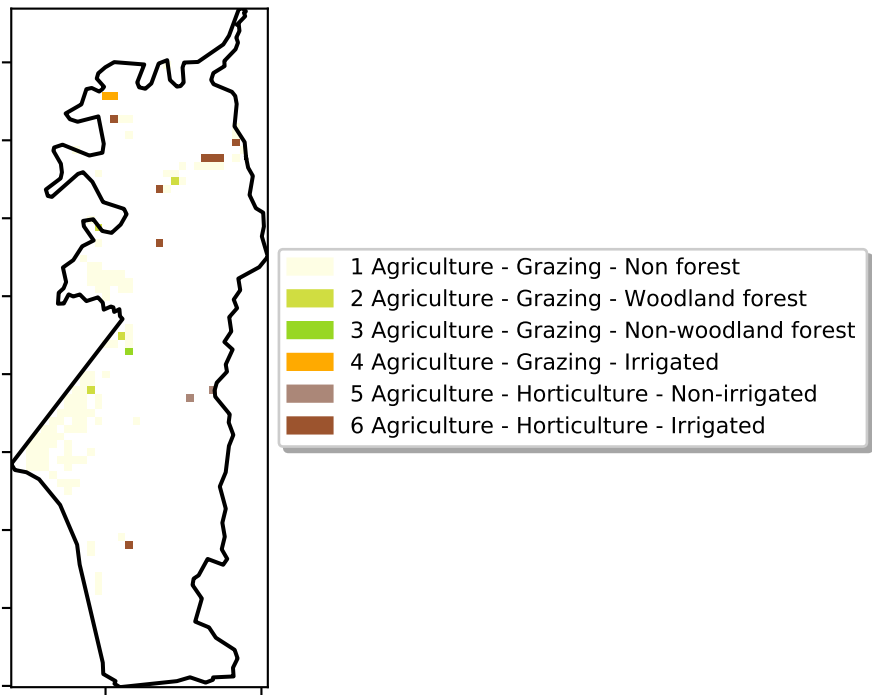 1 Agriculture - Grazing - Non forest
2 Agriculture - Grazing - Woodland forest
3 Agriculture - Grazing - Non-woodland forest
4 Agriculture - Grazing - Irrigated
5 Agriculture - Horticulture - Non-irrigated
6 Agriculture - Horticulture - Irrigated